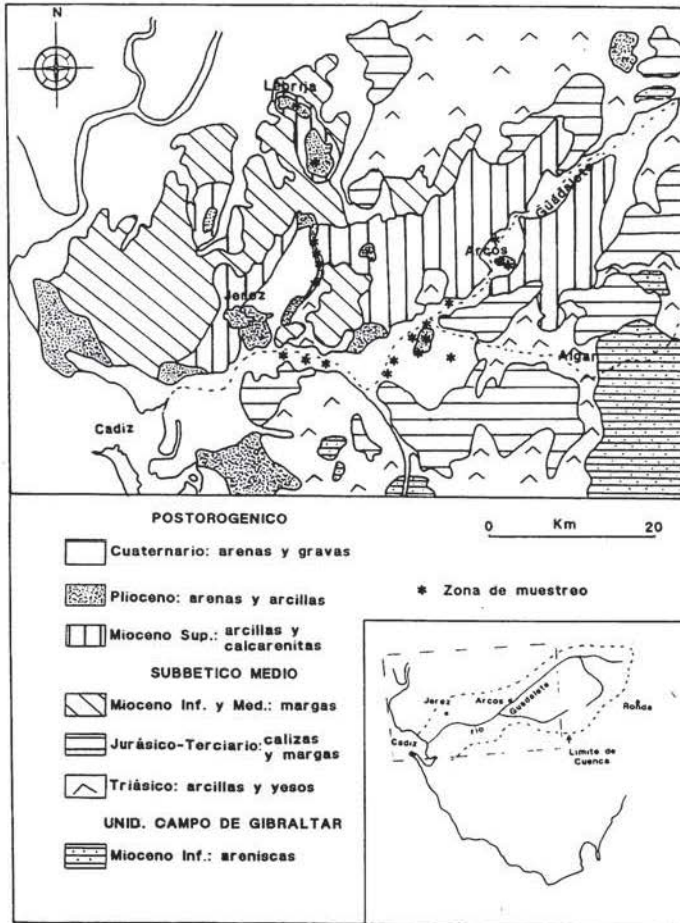 N
Lebrija
Guadalete
Arcos
Jerez
Algar
Cadiz
POSTOROGENICO
0 Km 20
Cuaternario: arenas y gravas
Plioceno: arenas y arcillas
* Zona de muestreo
Mioceno Sup.: arcillas y
calcarenitas
SUBBETICO MEDIO
Mioceno Inf. y Med.: margas
Jurásico-Terciario: calizas
y margas
Triásico: arcillas y yesos
UNID. CAMPO DE GIBRALTAR
Mioceno Inf.: areniscas
Jerez
Arcos
Guadalete
Ronda
Cadiz
río
Límite de
Cuenca